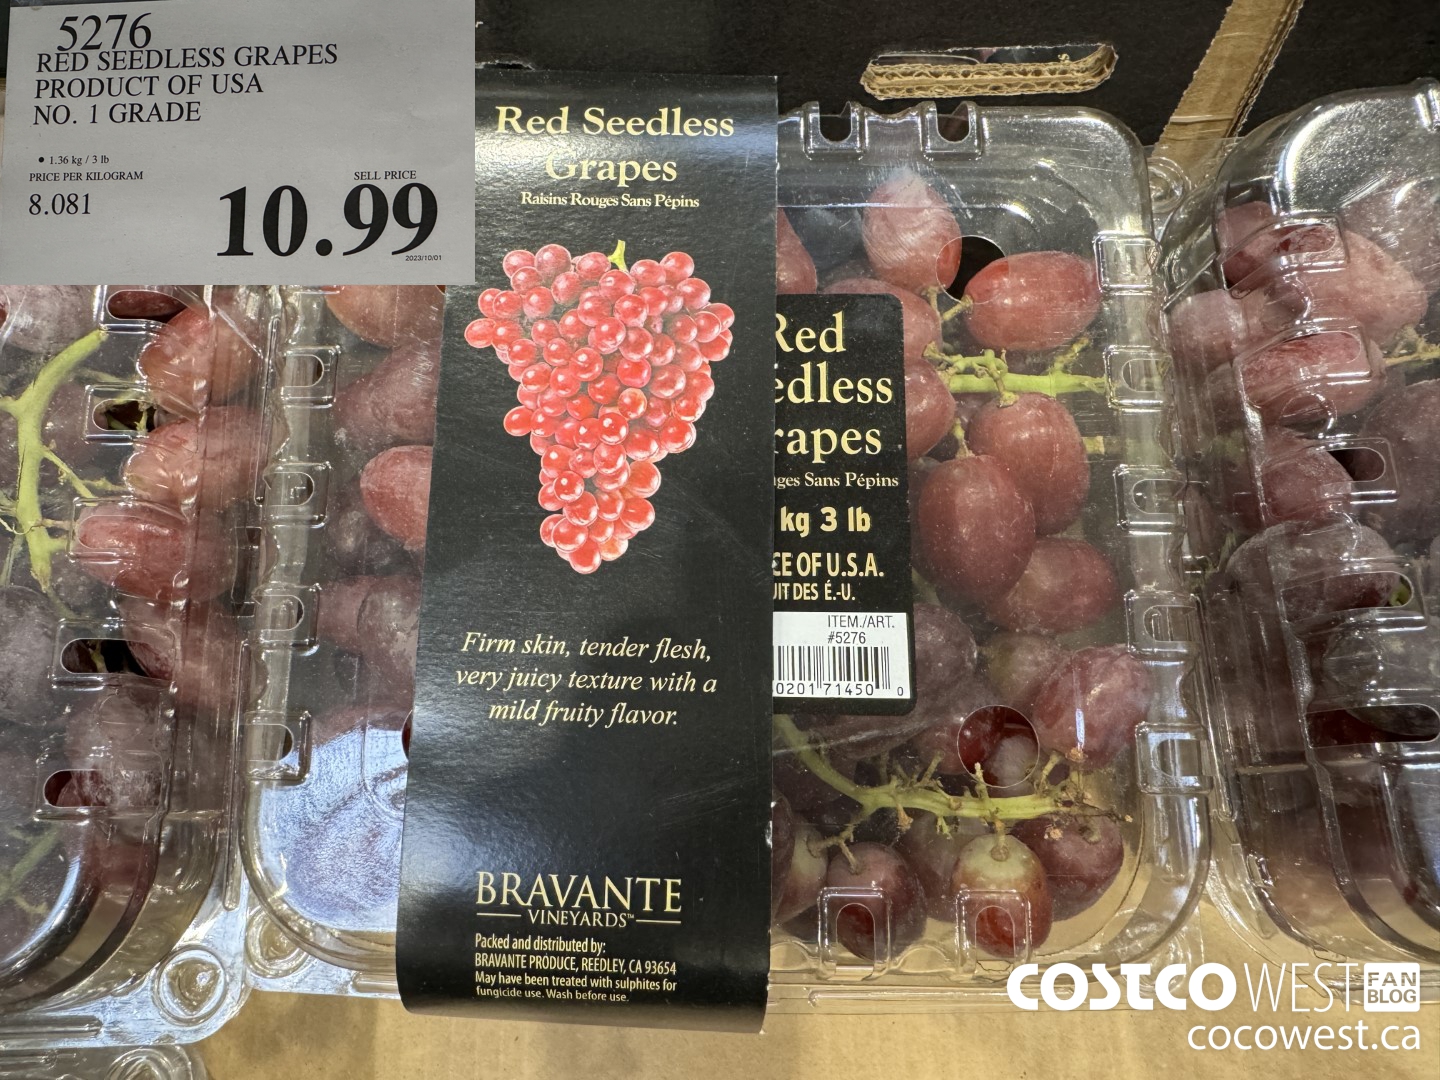 5276
RED SEEDLESS GRAPES
PRODUCT OF USA
NO. 1 GRADE
• 1.36 kg / 3 lb
PRICE PER KILOGRAM
8.081
SELL PRICE
10.99
2023/10/01
Red Seedless
Grapes
Raisins Rouges Sans Pépins
Firm skin, tender flesh,
very juicy texture with a
mild fruity flavor.
BRAVANTE
VINEYARDS™
Packed and distributed by:
BRAVANTE PRODUCE, REEDLEY, CA 93654
May have been treated with sulphites for
fungicide use. Wash before use.
Red
edless
rapes
ges Sans Pépins
kg 3 lb
CE OF U.S.A.
UIT DES É.-U.
ITEM./ART.
#5276
0201 71450 0
COSTCO WEST FAN BLOG
cocowest.ca